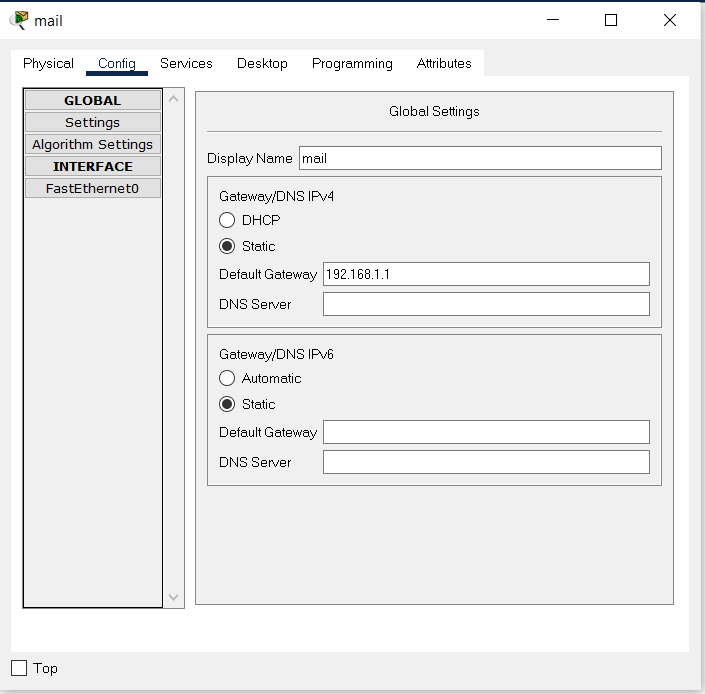 mail
Physical Config Services Desktop Programming Attributes
GLOBAL
Settings
Algorithm Settings
INTERFACE
FastEthernet0
Global Settings
Display Name mail
Gateway/DNS IPv4
DHCP
Static
Default Gateway 192.168.1.1
DNS Server
Gateway/DNS IPv6
Automatic
Static
Default Gateway
DNS Server
Top